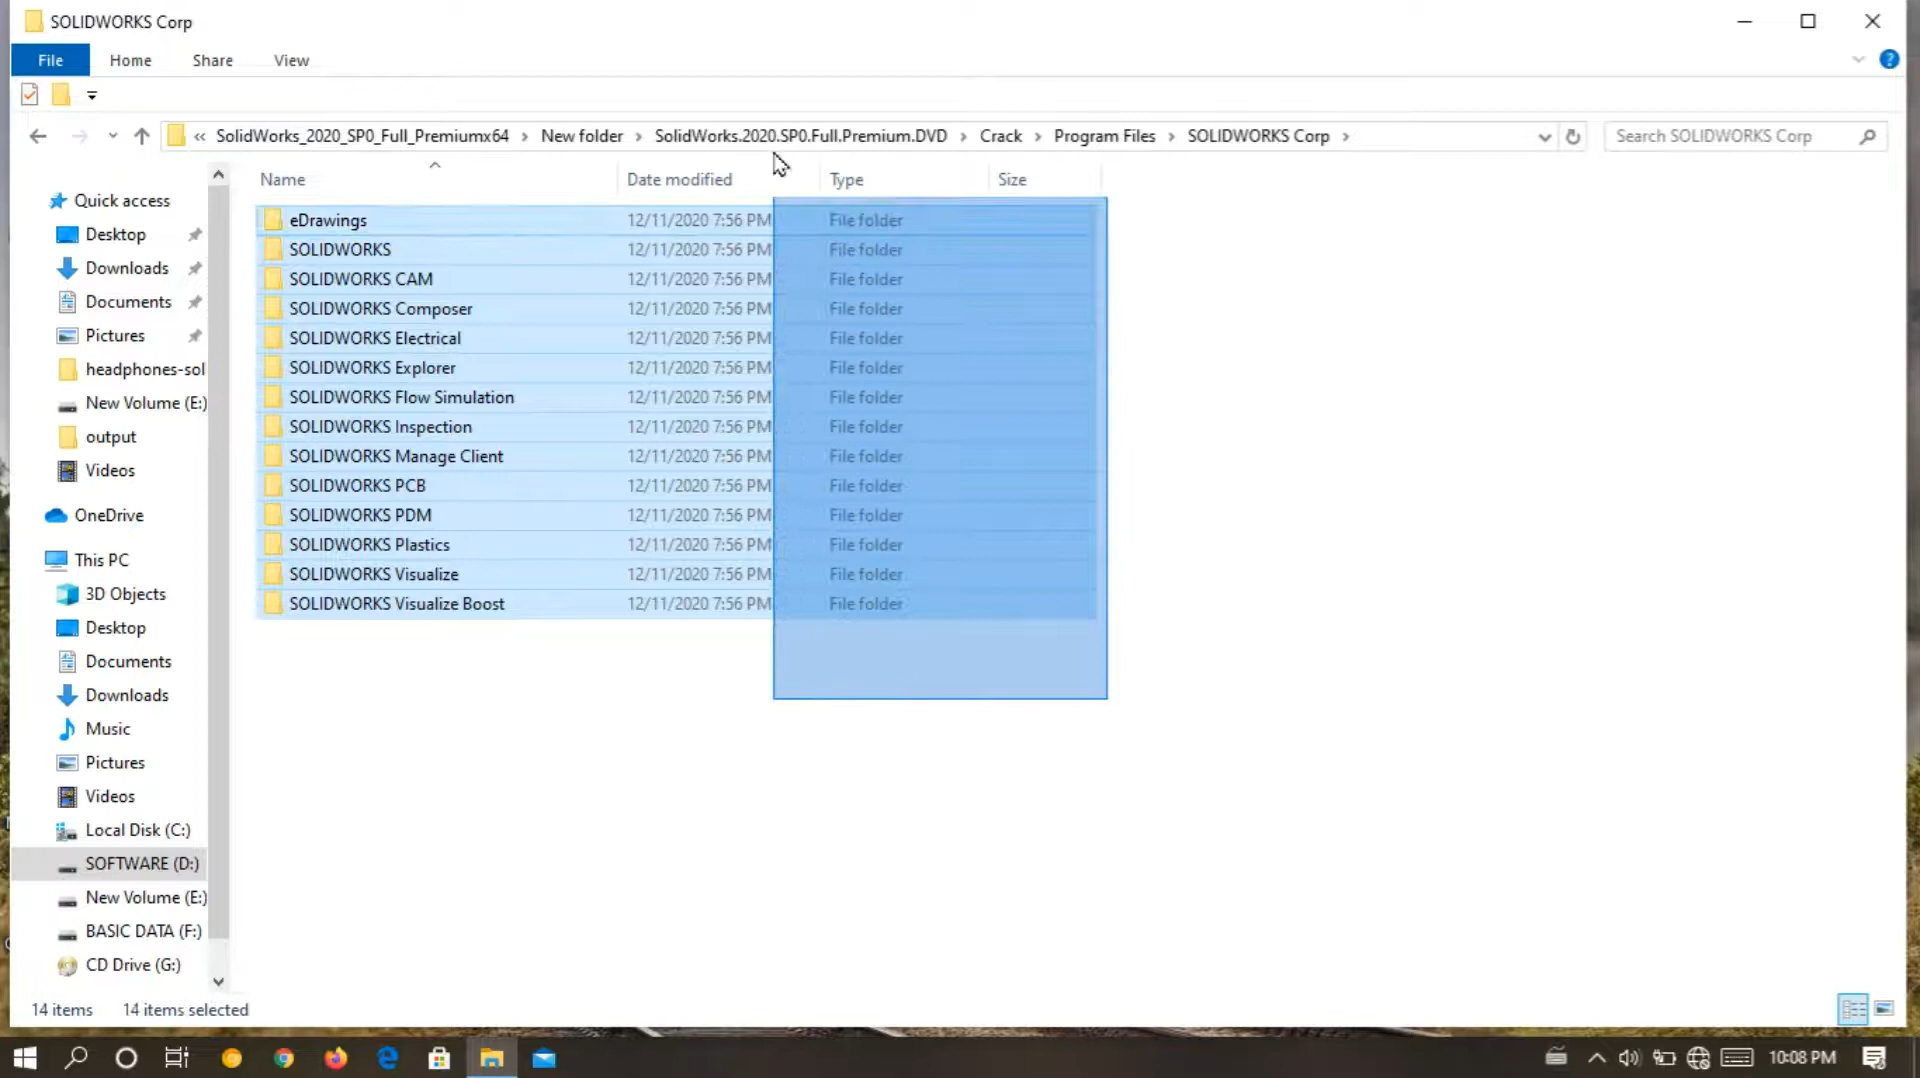 SOLIDWORKS Corp
File Home Share View
« SolidWorks_2020_SP0_Full_Premiumx64 › New folder › SolidWorks.2020.SP0.Full.Premium.DVD › Crack › Program Files › SOLIDWORKS Corp ›
Search SOLIDWORKS Corp
Name Date modified Type Size
eDrawings 12/11/2020 7:56 PM File folder
SOLIDWORKS 12/11/2020 7:56 PM File folder
SOLIDWORKS CAM 12/11/2020 7:56 PM File folder
SOLIDWORKS Composer 12/11/2020 7:56 PM File folder
SOLIDWORKS Electrical 12/11/2020 7:56 PM File folder
SOLIDWORKS Explorer 12/11/2020 7:56 PM File folder
SOLIDWORKS Flow Simulation 12/11/2020 7:56 PM File folder
SOLIDWORKS Inspection 12/11/2020 7:56 PM File folder
SOLIDWORKS Manage Client 12/11/2020 7:56 PM File folder
SOLIDWORKS PCB 12/11/2020 7:56 PM File folder
SOLIDWORKS PDM 12/11/2020 7:56 PM File folder
SOLIDWORKS Plastics 12/11/2020 7:56 PM File folder
SOLIDWORKS Visualize 12/11/2020 7:56 PM File folder
SOLIDWORKS Visualize Boost 12/11/2020 7:56 PM File folder
Quick access
Desktop
Downloads
Documents
Pictures
headphones-sol
New Volume (E:)
output
Videos
OneDrive
This PC
3D Objects
Desktop
Documents
Downloads
Music
Pictures
Videos
Local Disk (C:)
SOFTWARE (D:)
New Volume (E:)
BASIC DATA (F:)
CD Drive (G:)
14 items 14 items selected
10:08 PM